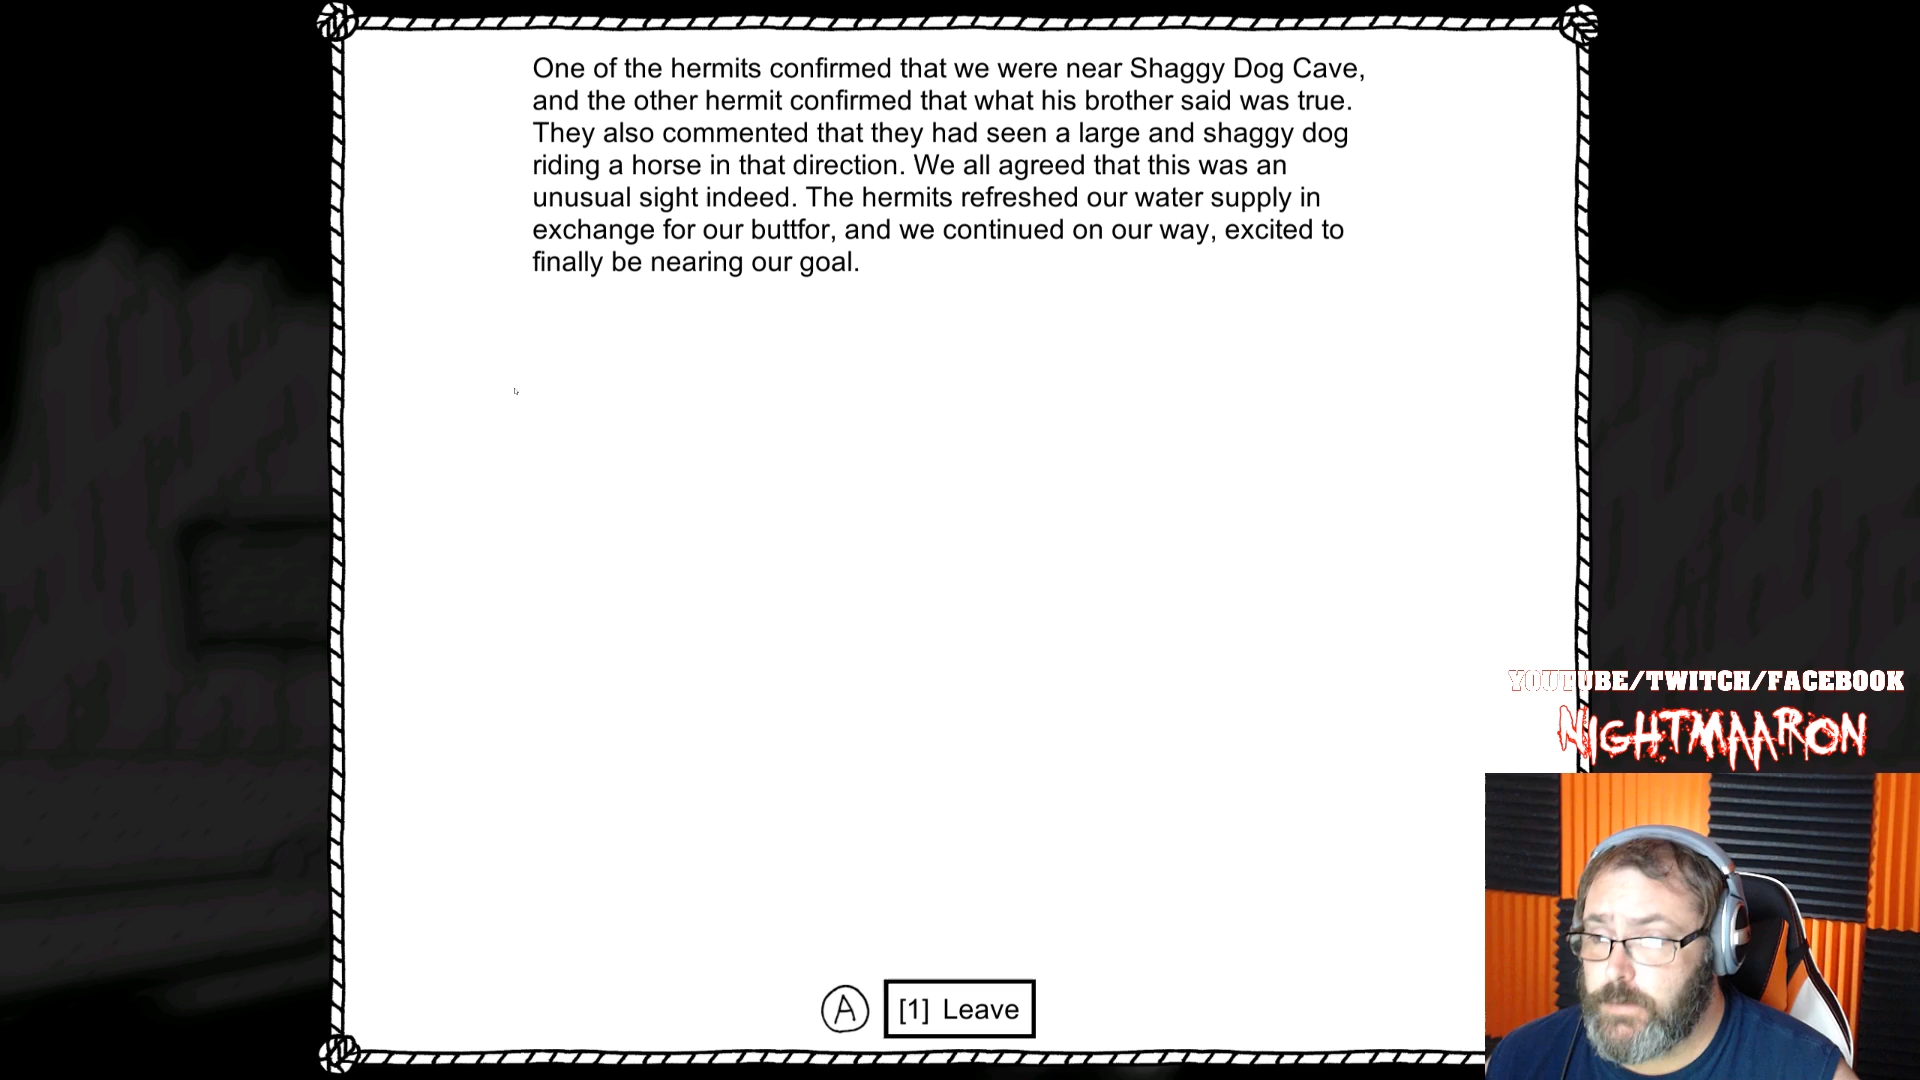 One of the hermits confirmed that we were near Shaggy Dog Cave,
and the other hermit confirmed that what his brother said was true.
They also commented that they had seen a large and shaggy dog
riding a horse in that direction. We all agreed that this was an
unusual sight indeed. The hermits refreshed our water supply in
exchange for our buttfor, and we continued on our way, excited to
finally be nearing our goal.
YOUTUBE/TWITCH/FACEBOOK
NIGHTMAARON
A [1] Leave